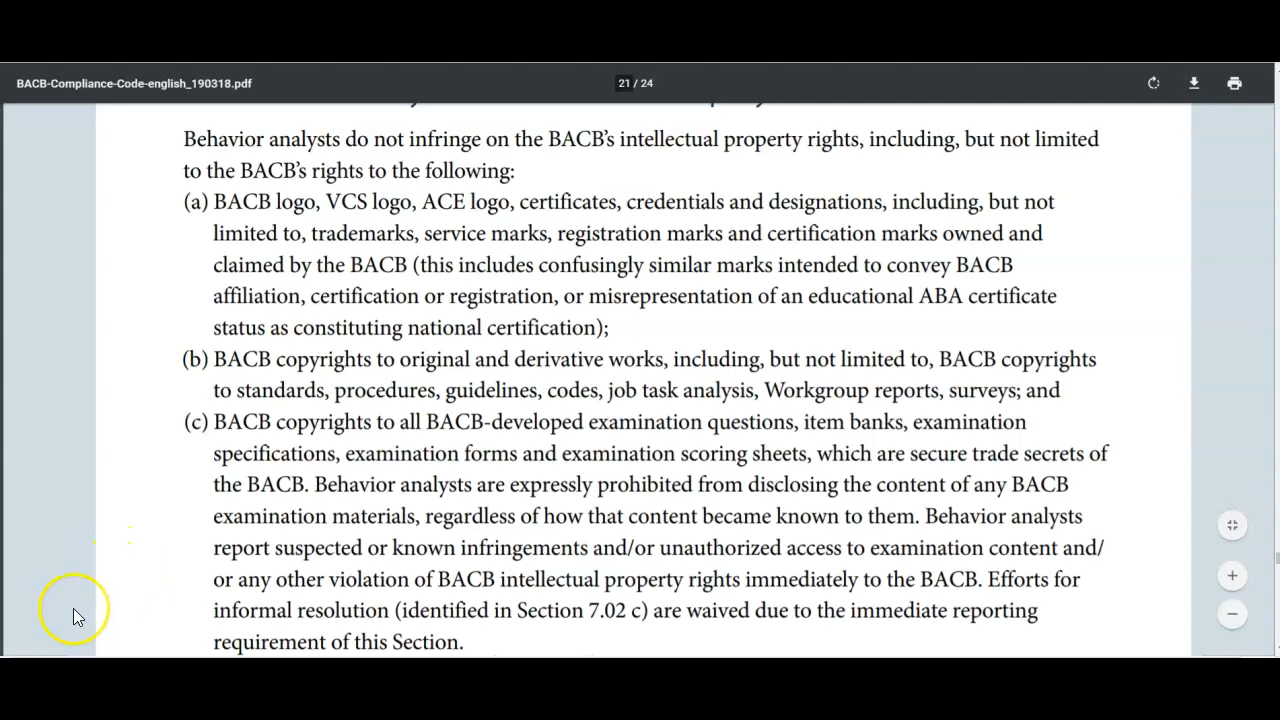 BACB-Compliance-Code-english_190318.pdf
21 / 24
Behavior analysts do not infringe on the BACB’s intellectual property rights, including, but not limited
to the BACB’s rights to the following:
(a) BACB logo, VCS logo, ACE logo, certificates, credentials and designations, including, but not
limited to, trademarks, service marks, registration marks and certification marks owned and
claimed by the BACB (this includes confusingly similar marks intended to convey BACB
affiliation, certification or registration, or misrepresentation of an educational ABA certificate
status as constituting national certification);
(b) BACB copyrights to original and derivative works, including, but not limited to, BACB copyrights
to standards, procedures, guidelines, codes, job task analysis, Workgroup reports, surveys; and
(c) BACB copyrights to all BACB-developed examination questions, item banks, examination
specifications, examination forms and examination scoring sheets, which are secure trade secrets of
the BACB. Behavior analysts are expressly prohibited from disclosing the content of any BACB
examination materials, regardless of how that content became known to them. Behavior analysts
report suspected or known infringements and/or unauthorized access to examination content and/
or any other violation of BACB intellectual property rights immediately to the BACB. Efforts for
informal resolution (identified in Section 7.02 c) are waived due to the immediate reporting
requirement of this Section.